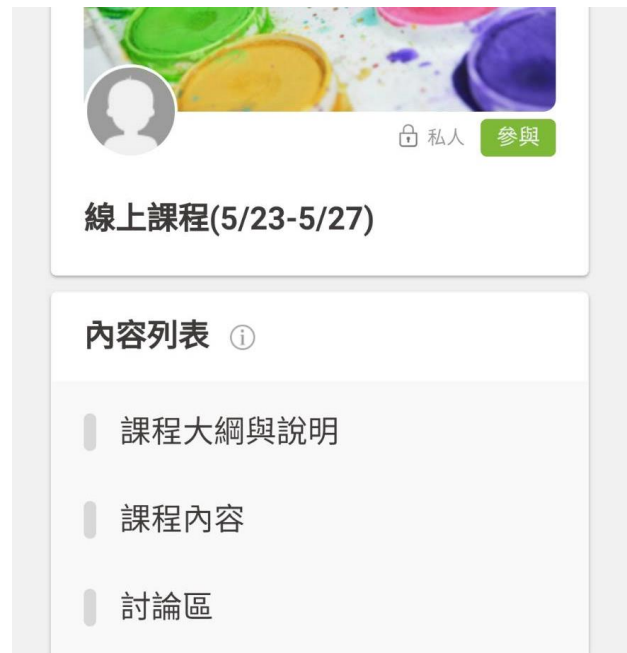 私人 參與
線上課程(5/23-5/27)
內容列表
課程大綱與說明
課程內容
討論區